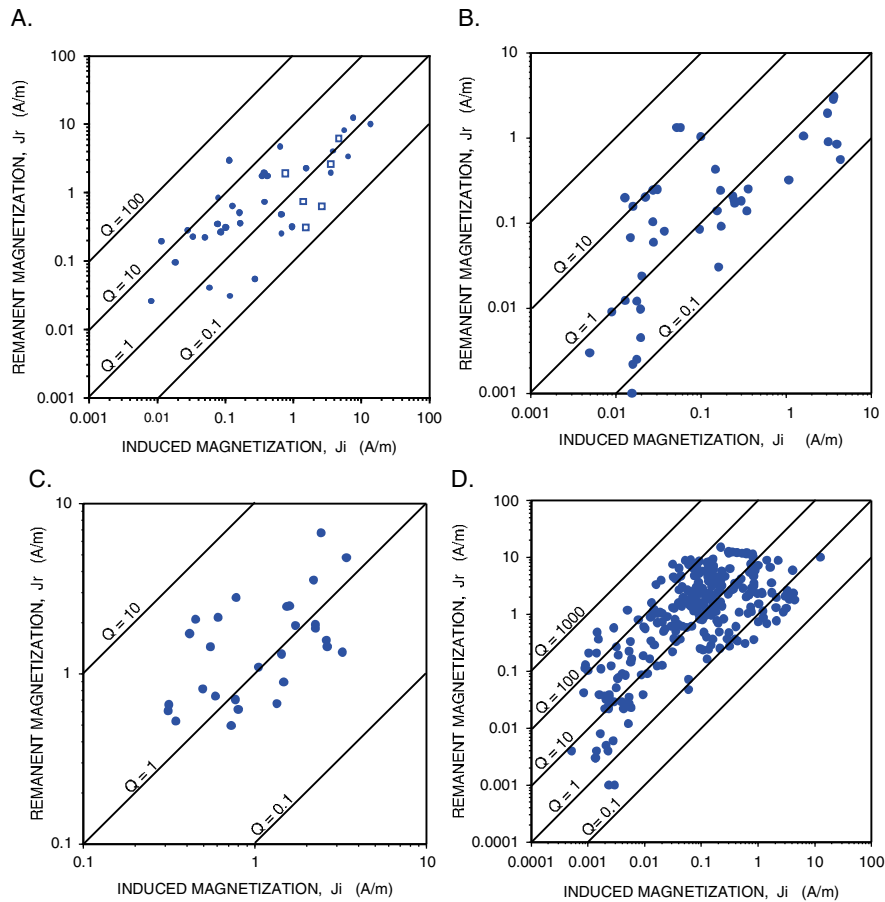 A.
100
10
1
0.1
0.01
0.001
REMANENT MAGNETIZATION, Jr (A/m)
Q = 100
Q = 10
Q = 1
Q = 0.1
0.001
0.01
0.1
1
10
100
INDUCED MAGNETIZATION, Ji (A/m)
B.
10
1
0.1
0.01
0.001
REMANENT MAGNETIZATION, Jr (A/m)
Q = 10
Q = 1
Q = 0.1
0.001
0.01
0.1
1
10
INDUCED MAGNETIZATION, Ji (A/m)
C.
10
1
0.1
REMANENT MAGNETIZATION, Jr (A/m)
Q = 10
Q = 1
Q = 0.1
0.1
1
10
INDUCED MAGNETIZATION, Ji (A/m)
D.
100
10
1
0.1
0.01
0.001
0.0001
REMANENT MAGNETIZATION, Jr (A/m)
Q = 1000
Q = 100
Q = 10
Q = 1
Q = 0.1
0.0001
0.001
0.01
0.1
1
10
100
INDUCED MAGNETIZATION, Ji (A/m)